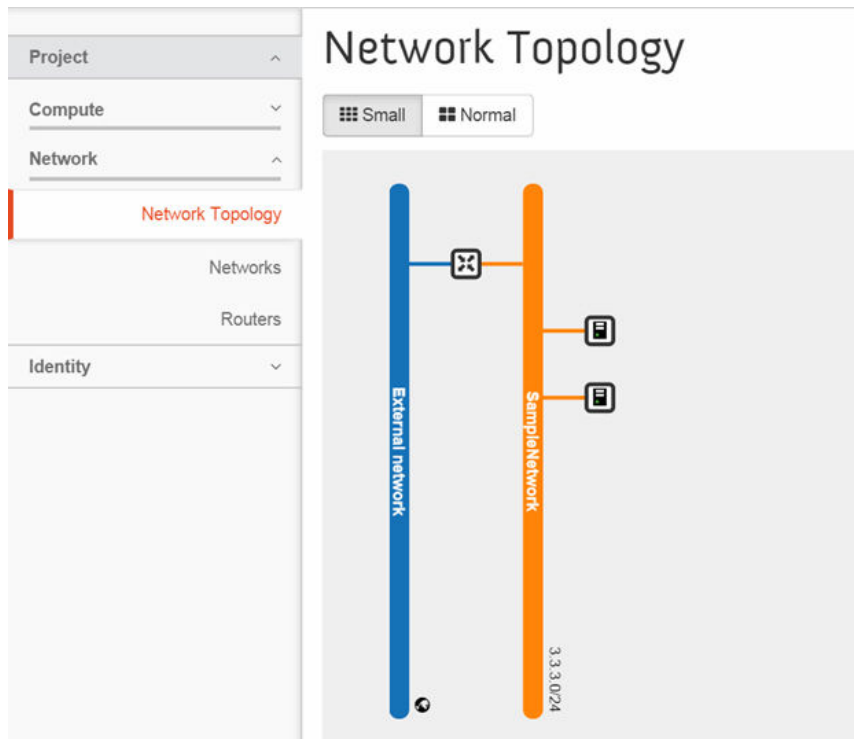 Project
Compute
Network
Network Topology
Networks
Routers
Identity
Network Topology
Small
Normal
External network
SampleNetwork
3.3.3.0/24